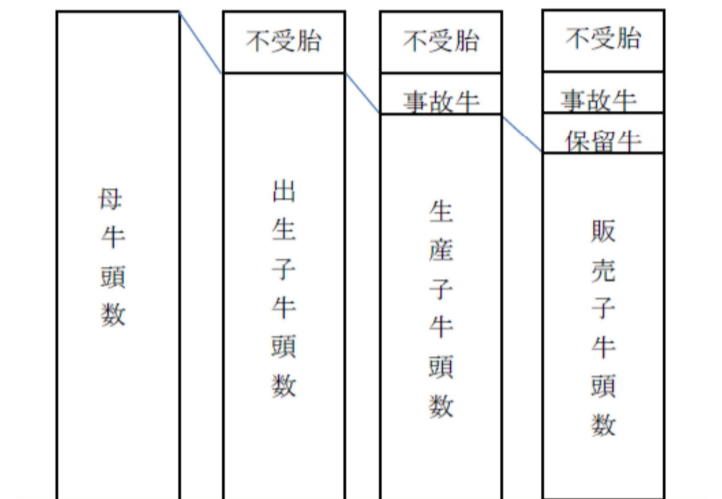 母牛頭数
不受胎
出生子牛頭数
不受胎
事故牛
生産子牛頭数
不受胎
事故牛
保留牛
販売子牛頭数